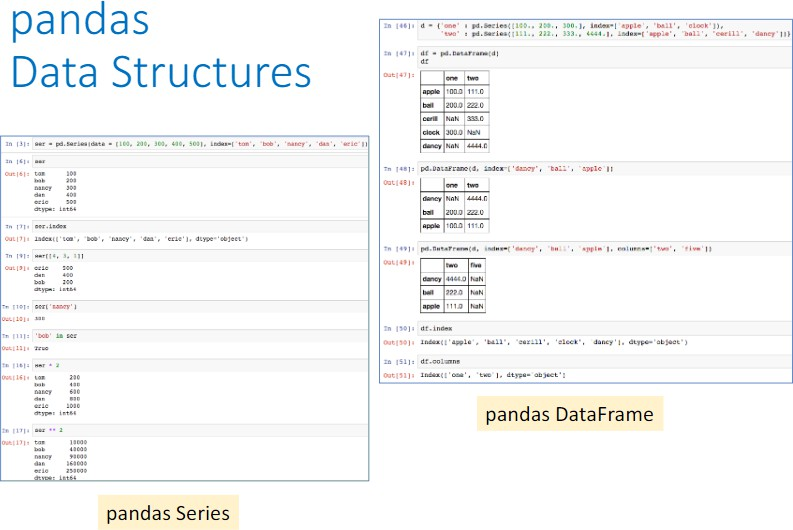 pandas
Data Structures
In [3]: ser = pd.Series(data = [100, 200, 300, 400, 500], index=['tom', 'bob', 'nancy', 'dan', 'eric'])
In [6]: ser
Out[6]: tom 100
bob 200
nancy 300
dan 400
eric 500
dtype: int64
In [7]: ser.index
Out[7]: Index(['tom', 'bob', 'nancy', 'dan', 'eric'], dtype='object')
In [9]: ser[[4, 3, 1]]
Out[9]: eric 500
dan 400
bob 200
dtype: int64
In [10]: ser['nancy']
Out[10]: 300
In [11]: 'bob' in ser
Out[11]: True
In [16]: ser * 2
Out[16]: tom 200
bob 400
nancy 600
dan 800
eric 1000
dtype: int64
In [17]: ser ** 2
Out[17]: tom 10000
bob 40000
nancy 90000
dan 160000
eric 250000
dtype: int64
pandas Series
In [46]: d = {'one' : pd.Series([100., 200., 300.], index=['apple', 'ball', 'clock']),
'two' : pd.Series([111., 222., 333., 4444.], index=['apple', 'ball', 'cerill', 'dancy'])}
In [47]: df = pd.DataFrame(d)
df
Out[47]:
one two
apple 100.0 111.0
ball 200.0 222.0
cerill NaN 333.0
clock 300.0 NaN
dancy NaN 4444.0
In [48]: pd.DataFrame(d, index=['dancy', 'ball', 'apple'])
Out[48]:
one two
dancy NaN 4444.0
ball 200.0 222.0
apple 100.0 111.0
In [49]: pd.DataFrame(d, index=['dancy', 'ball', 'apple'], columns=['two', 'five'])
Out[49]:
two five
dancy 4444.0 NaN
ball 222.0 NaN
apple 111.0 NaN
In [50]: df.index
Out[50]: Index(['apple', 'ball', 'cerill', 'clock', 'dancy'], dtype='object')
In [51]: df.columns
Out[51]: Index(['one', 'two'], dtype='object')
pandas DataFrame